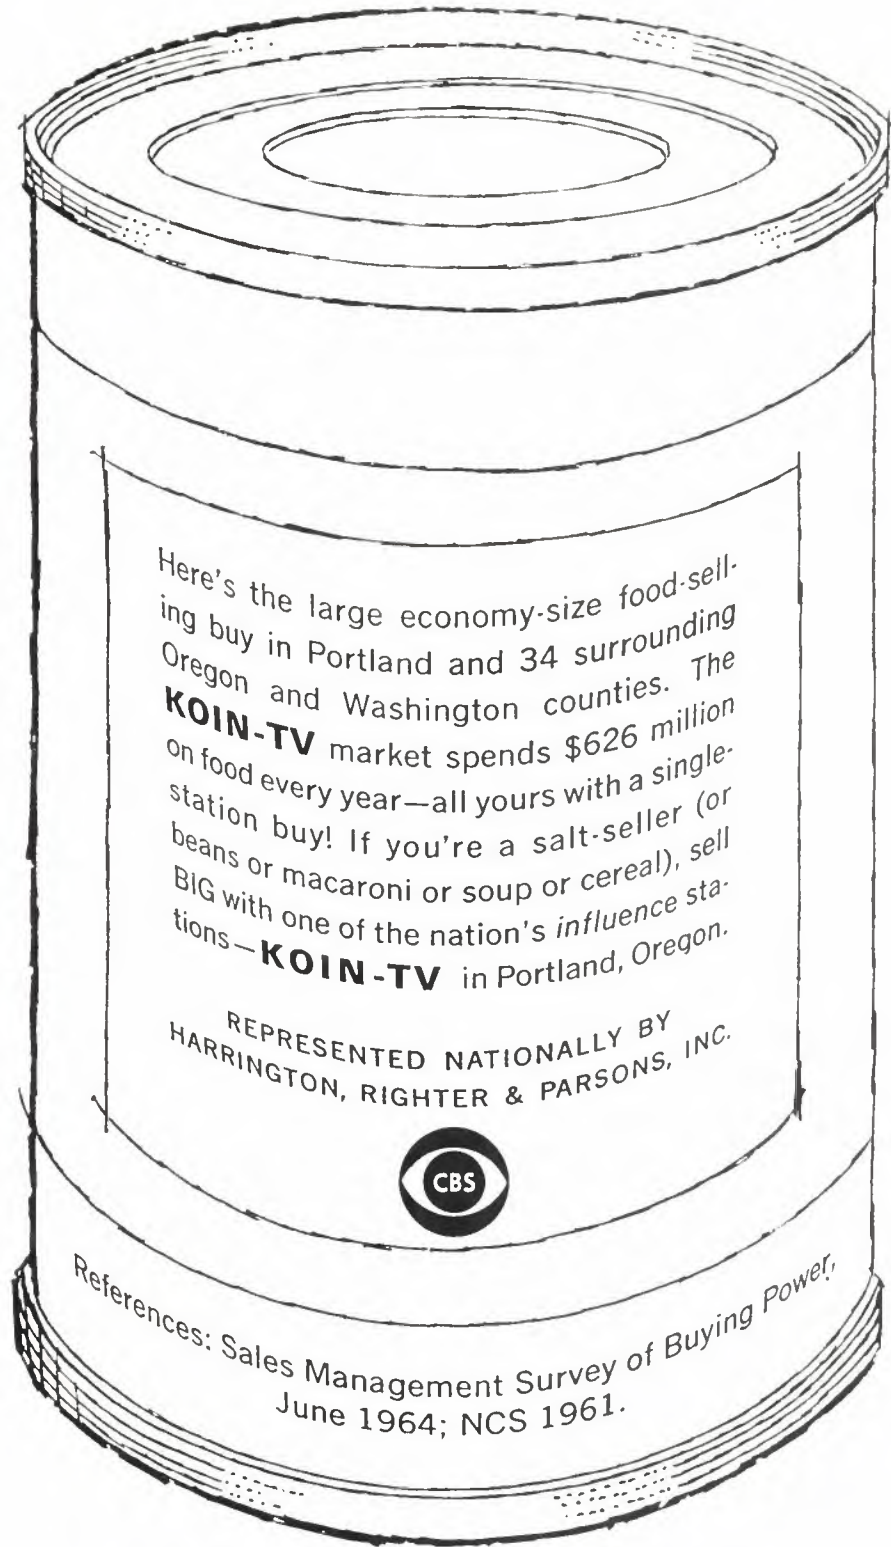 Here's the large economy-size food-sell-
ing buy in Portland and 34 surrounding
Oregon and Washington counties. The
KOIN-TV market spends $626 million
on food every year—all yours with a single-
station buy! If you're a salt-seller (or
beans or macaroni or soup or cereal), sell
BIG with one of the nation's influence sta-
tions—KOIN-TV in Portland, Oregon.
REPRESENTED NATIONALLY BY
HARRINGTON, RIGHTER & PARSONS, INC.
CBS
References: Sales Management Survey of Buying Power,
June 1964; NCS 1961.